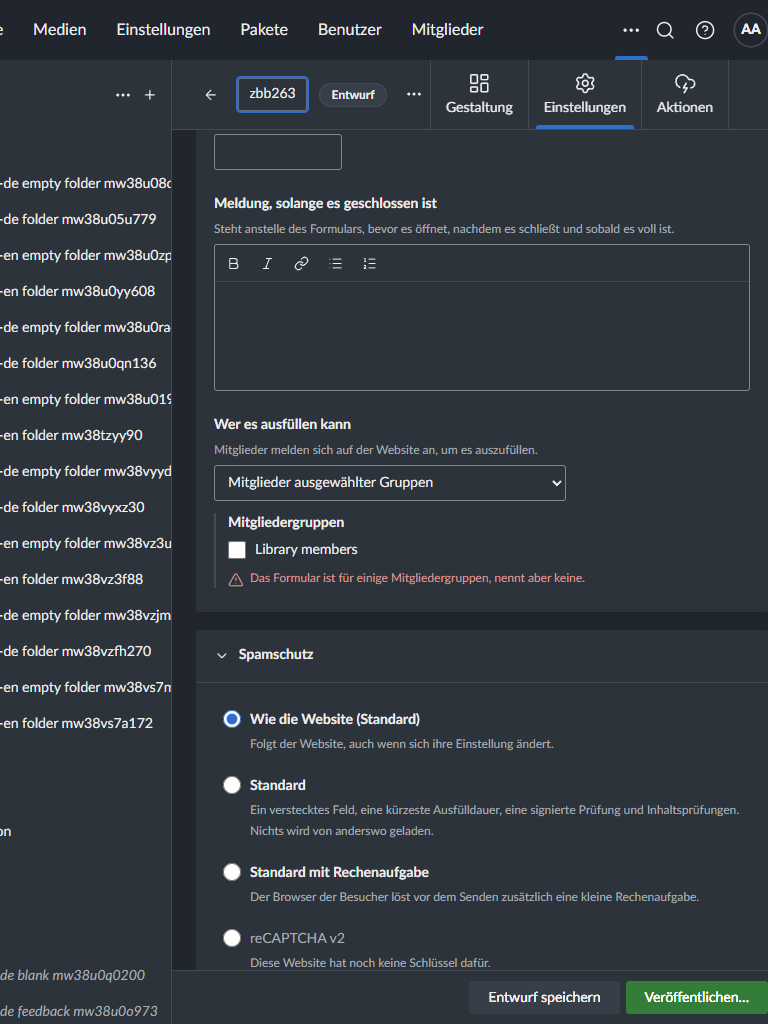 e Medien Einstellungen Pakete Benutzer Mitglieder AA
zbb263 Entwurf
Gestaltung Einstellungen Aktionen
-de empty folder mw38u08c
-de folder mw38u05u779
-en empty folder mw38u0zp
-en folder mw38u0yy608
-de empty folder mw38u0ra
-de folder mw38u0qn136
-en empty folder mw38u019
-en folder mw38tzyy90
-de empty folder mw38vyyd
-de folder mw38vyxz30
-en empty folder mw38vz3u
-en folder mw38vz3f88
-de empty folder mw38vzjm
-de folder mw38vzfh270
-en empty folder mw38vs7m
-en folder mw38vs7a172
on
de blank mw38u0q0200
de feedback mw38u0o973
Meldung, solange es geschlossen ist
Steht anstelle des Formulars, bevor es öffnet, nachdem es schließt und sobald es voll ist.
B I
Wer es ausfüllen kann
Mitglieder melden sich auf der Website an, um es auszufüllen.
Mitglieder ausgewählter Gruppen
Mitgliedergruppen
Library members
Das Formular ist für einige Mitgliedergruppen, nennt aber keine.
Spamschutz
Wie die Website (Standard)
Folgt der Website, auch wenn sich ihre Einstellung ändert.
Standard
Ein verstecktes Feld, eine kürzeste Ausfülldauer, eine signierte Prüfung und Inhaltsprüfungen.
Nichts wird von anderswo geladen.
Standard mit Rechenaufgabe
Der Browser der Besucher löst vor dem Senden zusätzlich eine kleine Rechenaufgabe.
reCAPTCHA v2
Diese Website hat noch keine Schlüssel dafür.
Entwurf speichern Veröffentlichen...